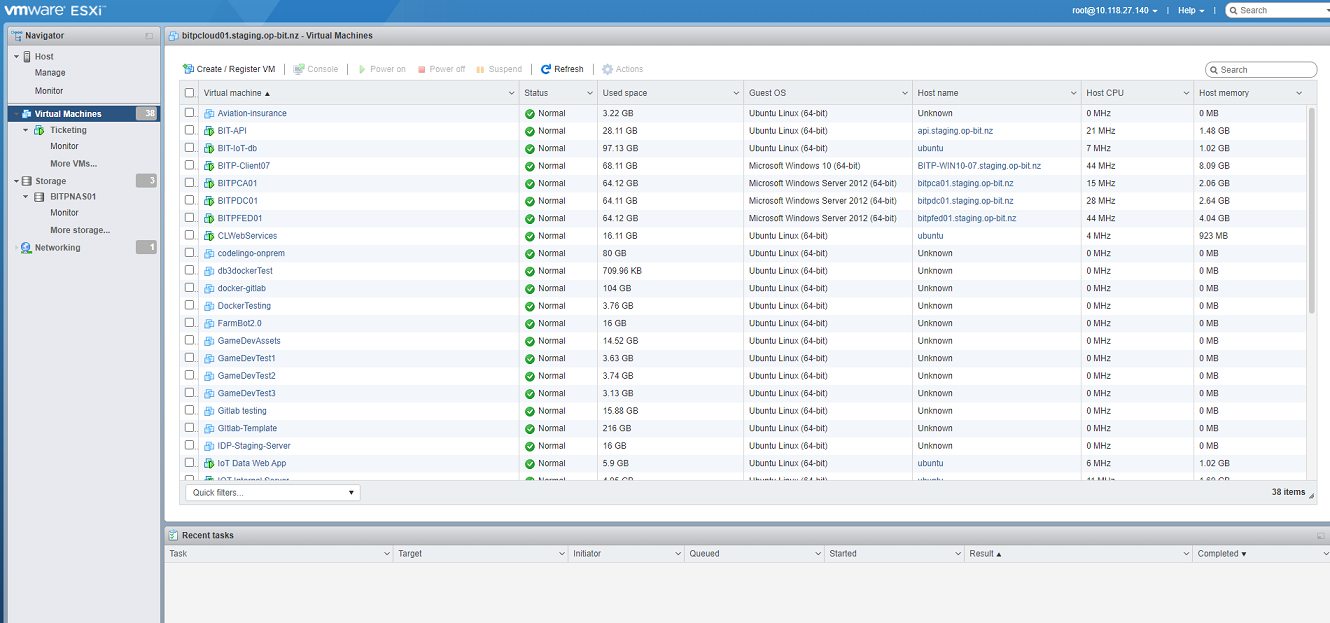 vmware ESXi™ root@10.118.27.140 | Help | Search
Navigator
Host
Manage
Monitor
Virtual Machines 38
Ticketing
Monitor
More VMs...
Storage 3
BITPNAS01
Monitor
More storage...
Networking 1
bitpcloud01.staging.op-bit.nz - Virtual Machines
Create / Register VM | Console | Power on Power off Suspend | Refresh | Actions Search
Virtual machine Status Used space Guest OS Host name Host CPU Host memory
Aviation-insurance Normal 3.22 GB Ubuntu Linux (64-bit) Unknown 0 MHz 0 MB
BIT-API Normal 28.11 GB Ubuntu Linux (64-bit) api.staging.op-bit.nz 21 MHz 1.48 GB
BIT-IoT-db Normal 97.13 GB Ubuntu Linux (64-bit) ubuntu 7 MHz 1.02 GB
BITP-Client07 Normal 68.11 GB Microsoft Windows 10 (64-bit) BITP-WIN10-07.staging.op-bit.nz 44 MHz 8.09 GB
BITPCA01 Normal 64.12 GB Microsoft Windows Server 2012 (64-bit) bitpca01.staging.op-bit.nz 15 MHz 2.06 GB
BITPDC01 Normal 64.11 GB Microsoft Windows Server 2012 (64-bit) bitpdc01.staging.op-bit.nz 28 MHz 2.64 GB
BITPFED01 Normal 64.12 GB Microsoft Windows Server 2012 (64-bit) bitpfed01.staging.op-bit.nz 44 MHz 4.04 GB
CLWebServices Normal 16.11 GB Ubuntu Linux (64-bit) ubuntu 4 MHz 923 MB
codelingo-onprem Normal 80 GB Ubuntu Linux (64-bit) Unknown 0 MHz 0 MB
db3dockerTest Normal 709.96 KB Ubuntu Linux (64-bit) Unknown 0 MHz 0 MB
docker-gitlab Normal 104 GB Ubuntu Linux (64-bit) Unknown 0 MHz 0 MB
DockerTesting Normal 3.76 GB Ubuntu Linux (64-bit) Unknown 0 MHz 0 MB
FarmBot2.0 Normal 16 GB Ubuntu Linux (64-bit) Unknown 0 MHz 0 MB
GameDevAssets Normal 14.52 GB Ubuntu Linux (64-bit) Unknown 0 MHz 0 MB
GameDevTest1 Normal 3.63 GB Ubuntu Linux (64-bit) Unknown 0 MHz 0 MB
GameDevTest2 Normal 3.74 GB Ubuntu Linux (64-bit) Unknown 0 MHz 0 MB
GameDevTest3 Normal 3.13 GB Ubuntu Linux (64-bit) Unknown 0 MHz 0 MB
Gitlab testing Normal 15.88 GB Ubuntu Linux (64-bit) Unknown 0 MHz 0 MB
GItlab-Template Normal 216 GB Ubuntu Linux (64-bit) Unknown 0 MHz 0 MB
IDP-Staging-Server Normal 16 GB Ubuntu Linux (64-bit) Unknown 0 MHz 0 MB
IoT Data Web App Normal 5.9 GB Ubuntu Linux (64-bit) ubuntu 6 MHz 1.02 GB
Quick filters... 38 items
Recent tasks
Task Target Initiator Queued Started Result Completed